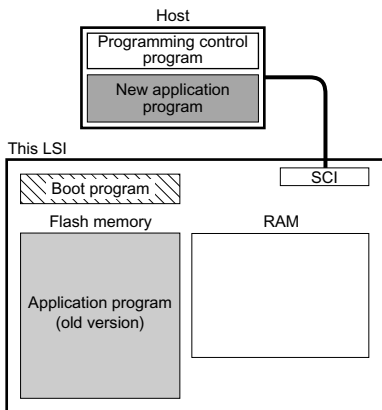 Host
Programming control
program
New application
program
This LSI
SCI
Boot program
Flash memory
RAM
Application program
(old version)